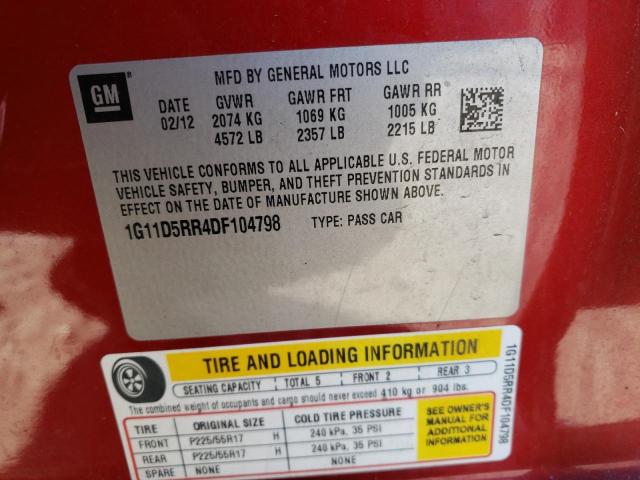 GM ®
MFD BY GENERAL MOTORS LLC
DATE GVWR GAWR FRT GAWR RR
02/12 2074 KG 1069 KG 1005 KG
4572 LB 2357 LB 2215 LB
THIS VEHICLE CONFORMS TO ALL APPLICABLE U.S. FEDERAL MOTOR
VEHICLE SAFETY, BUMPER, AND THEFT PREVENTION STANDARDS IN
EFFECT ON THE DATE OF MANUFACTURE SHOWN ABOVE.
1G11D5RR4DF104798 TYPE: PASS CAR
TIRE AND LOADING INFORMATION
SEATING CAPACITY TOTAL 5 FRONT 2 REAR 3
The combined weight of occupants and cargo should never exceed 410 kg or 904 lbs.
TIRE ORIGINAL SIZE COLD TIRE PRESSURE
FRONT P225/55R17 H 240 kPa, 35 PSI
REAR P225/55R17 H 240 kPa, 35 PSI
SPARE NONE NONE
SEE OWNER'S
MANUAL FOR
ADDITIONAL
INFORMATION
1G11D5RR4DF104798